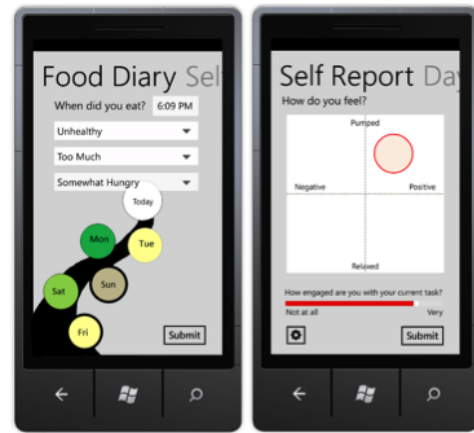 Food Diary Sel
When did you eat? 6:09 PM
Unhealthy
Too Much
Somewhat Hungry
Today
Mon
Tue
Sat
Sun
Fri
Submit
Self Report Day
How do you feel?
Pumped
Negative
Positive
Relaxed
How engaged are you with your current task?
Not at all
Very
Submit